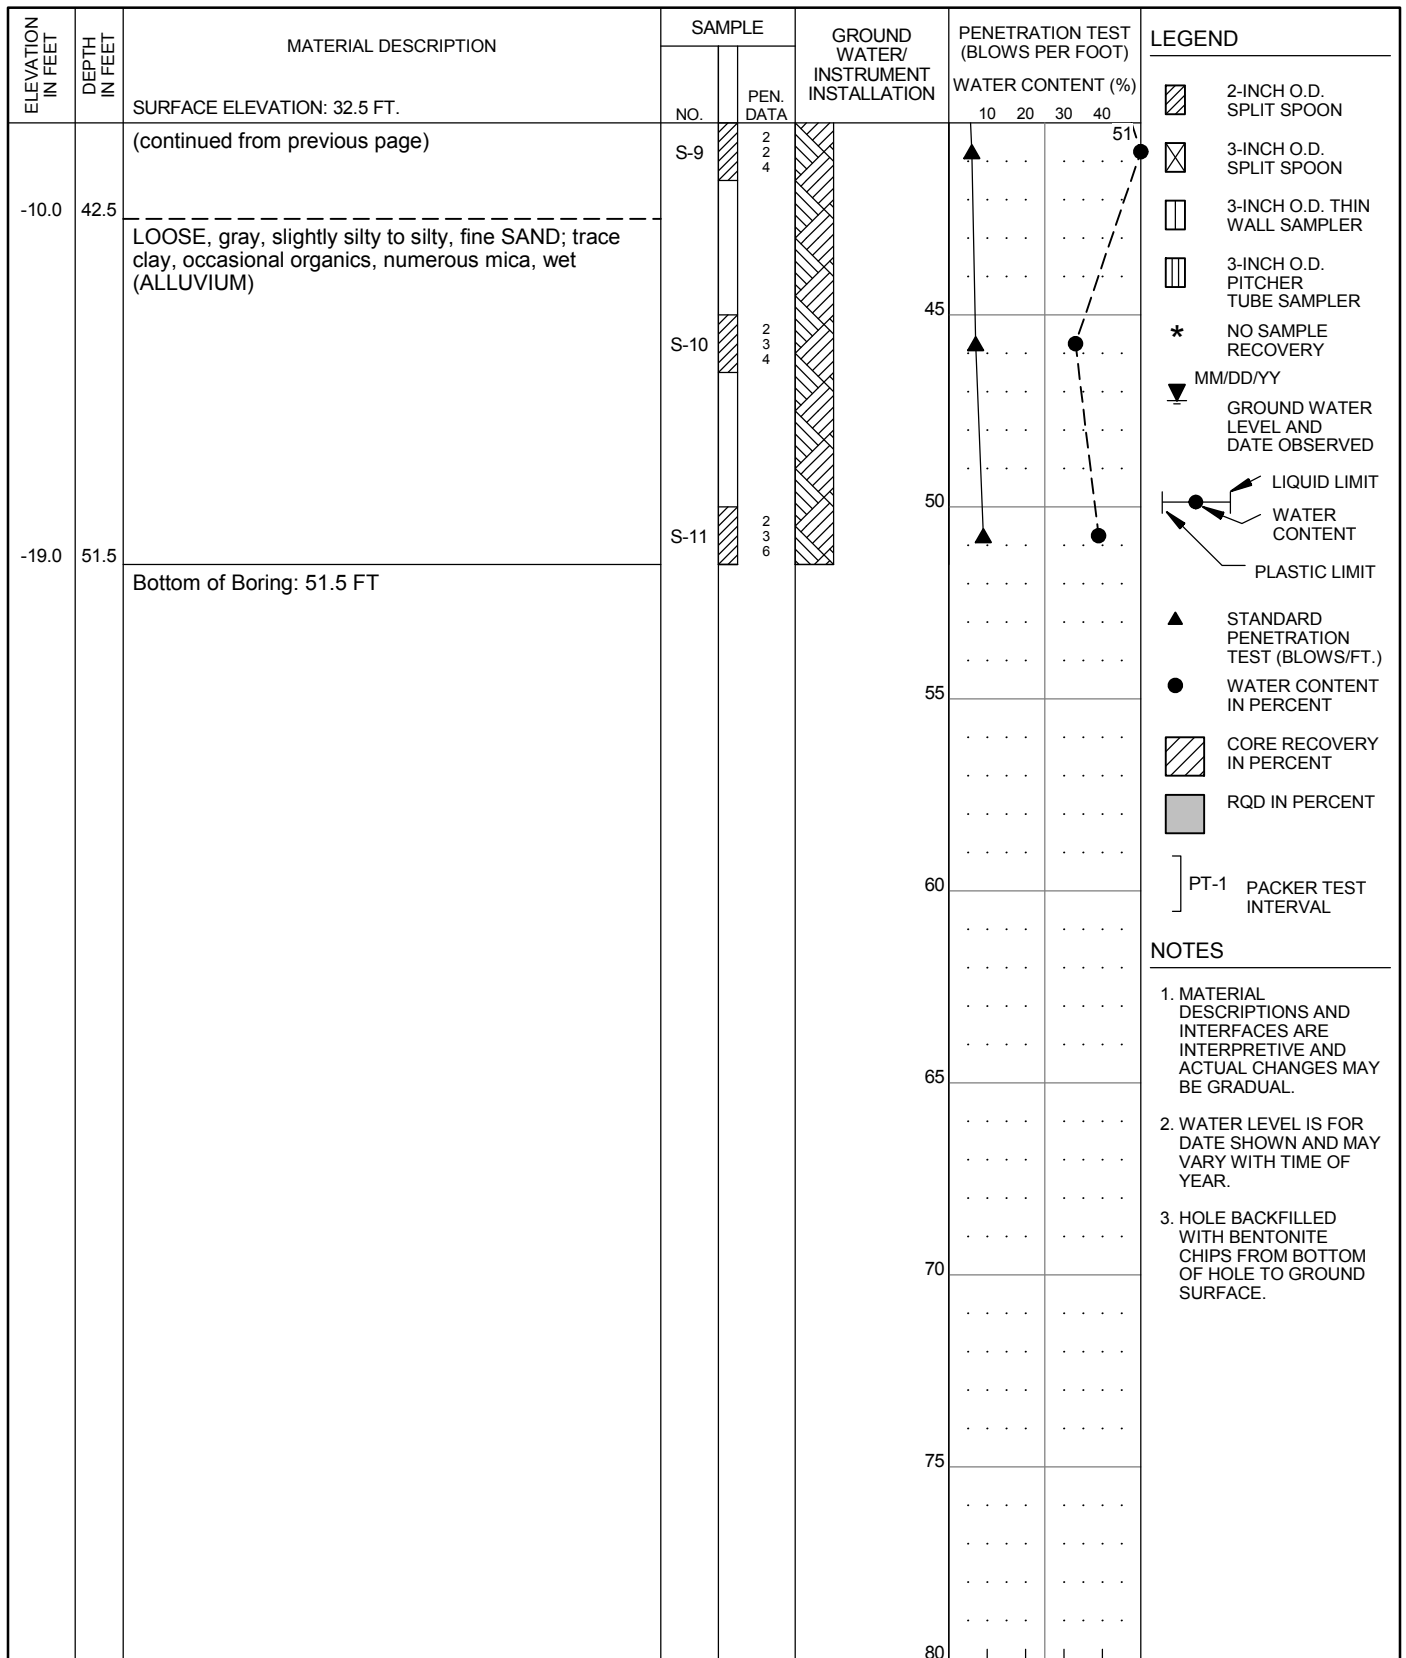 ELEVATION
IN FEET
DEPTH
IN FEET
MATERIAL DESCRIPTION
SURFACE ELEVATION: 32.5 FT.
SAMPLE
NO.
PEN.
DATA
GROUND
WATER/
INSTRUMENT
INSTALLATION
PENETRATION TEST
(BLOWS PER FOOT)
WATER CONTENT (%)
10 20 30 40
(continued from previous page)
S-9
2
2
4
51
-10.0 42.5
LOOSE, gray, slightly silty to silty, fine SAND; trace
clay, occasional organics, numerous mica, wet
(ALLUVIUM)
45
S-10
2
3
4
50
S-11
2
3
6
-19.0 51.5
Bottom of Boring: 51.5 FT
55
60
65
70
75
80
LEGEND
2-INCH O.D.
SPLIT SPOON
3-INCH O.D.
SPLIT SPOON
3-INCH O.D. THIN
WALL SAMPLER
3-INCH O.D.
PITCHER
TUBE SAMPLER
* NO SAMPLE
RECOVERY
MM/DD/YY
GROUND WATER
LEVEL AND
DATE OBSERVED
LIQUID LIMIT
WATER
CONTENT
PLASTIC LIMIT
STANDARD
PENETRATION
TEST (BLOWS/FT.)
WATER CONTENT
IN PERCENT
CORE RECOVERY
IN PERCENT
RQD IN PERCENT
PT-1 PACKER TEST
INTERVAL
NOTES
1. MATERIAL
DESCRIPTIONS AND
INTERFACES ARE
INTERPRETIVE AND
ACTUAL CHANGES MAY
BE GRADUAL.
2. WATER LEVEL IS FOR
DATE SHOWN AND MAY
VARY WITH TIME OF
YEAR.
3. HOLE BACKFILLED
WITH BENTONITE
CHIPS FROM BOTTOM
OF HOLE TO GROUND
SURFACE.